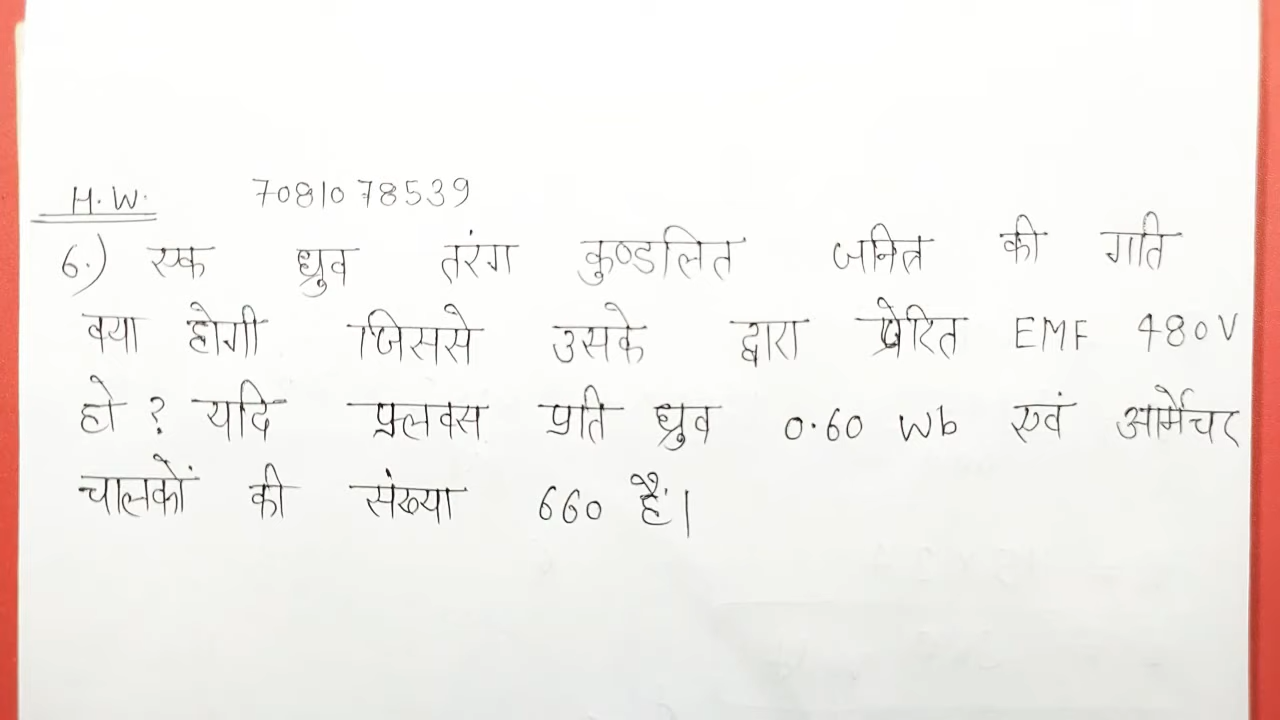 H.W. 7081078539
6.) एक ध्रुव तरंग कुण्डलित जनित्र की गति
क्या होगी जिससे उसके द्वारा प्रेरित EMF 480V
हो ? यदि फ्लक्स प्रति ध्रुव 0.60 Wb एवं आर्मेचर
चालकों की संख्या 660 हैं।